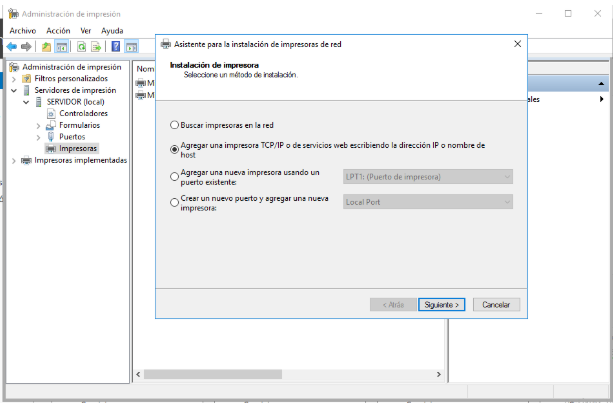 Administración de impresión
Archivo Acción Ver Ayuda
Administración de impresión
Filtros personalizados
Servidores de impresión
SERVIDOR (local)
Controladores
Formularios
Puertos
Impresoras
Impresoras implementadas
Nom
M
M
Asistente para la instalación de impresoras de red
Instalación de impresora
Seleccione un método de instalación.
Buscar impresoras en la red
Agregar una impresora TCP/IP o de servicios web escribiendo la dirección IP o nombre de
host
Agregar una nueva impresora usando un
puerto existente:
LPT1: (Puerto de impresora)
Crear un nuevo puerto y agregar una nueva
impresora:
Local Port
< Atrás Siguiente > Cancelar
ales